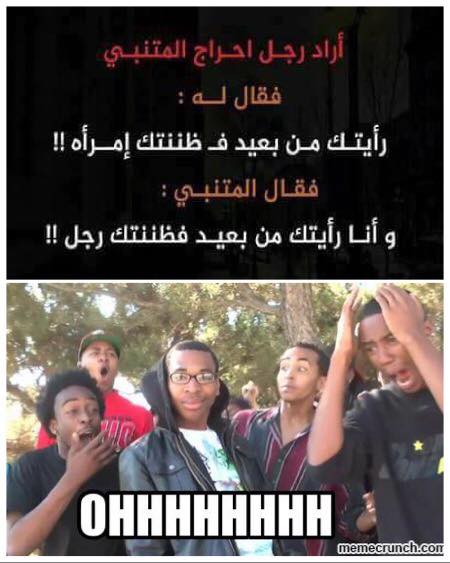 أراد رجل احراج المتنبي
فقال له :
رأيتك من بعيد فـ ظننتك إمرأه !!
فقال المتنبي :
و أنا رأيتك من بعيد فظننتك رجل !!
OHHHHHHHH
memecrunch.com